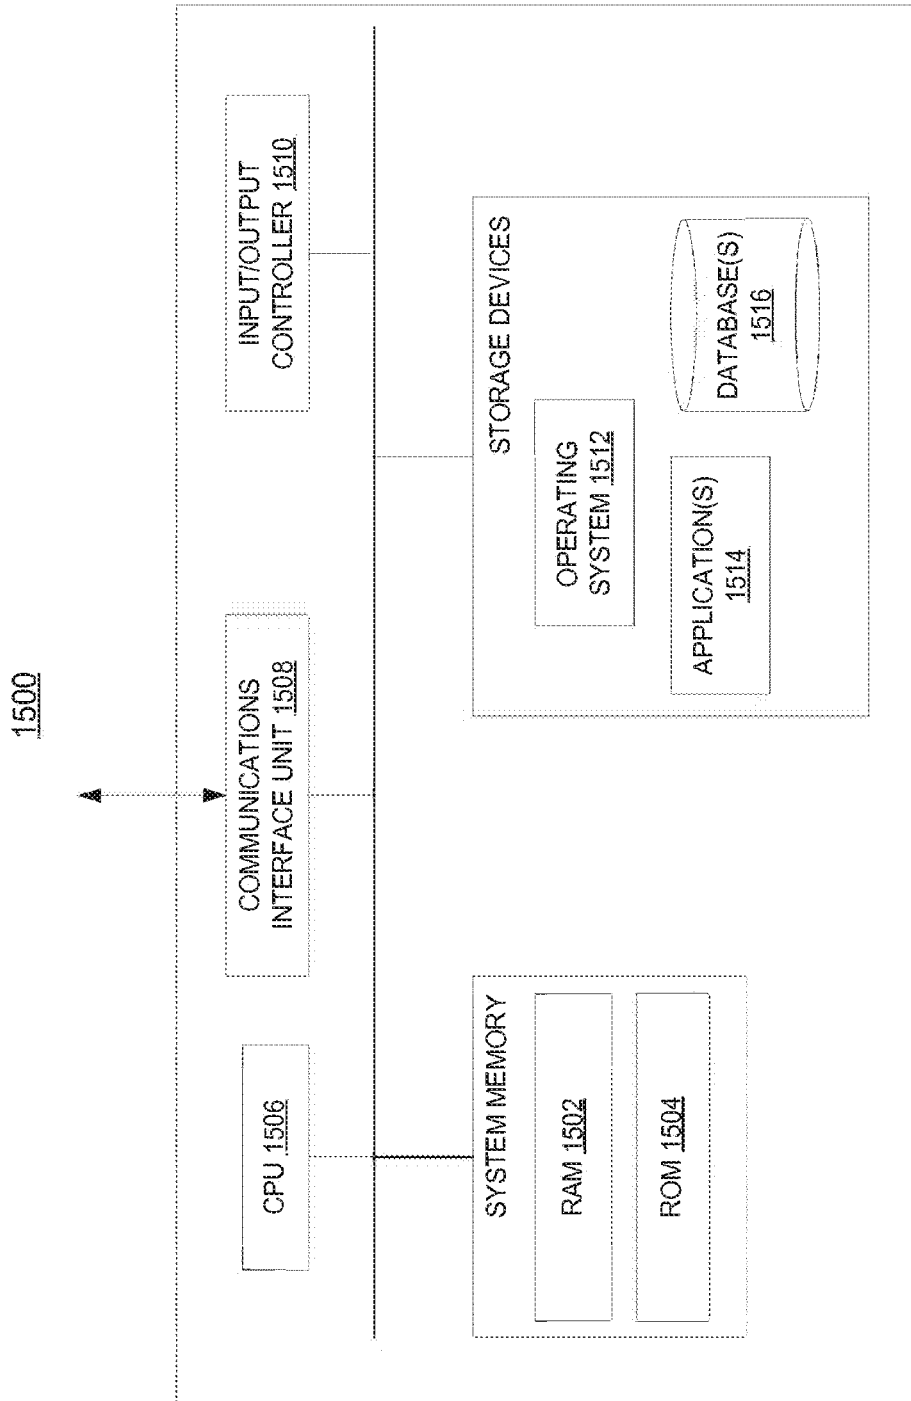 1500
CPU 1506
COMMUNICATIONS
INTERFACE UNIT 1508
INPUT/OUTPUT
CONTROLLER 1510
SYSTEM MEMORY
RAM 1502
ROM 1504
STORAGE DEVICES
OPERATING
SYSTEM 1512
APPLICATION(S)
1514
DATABASE(S)
1516